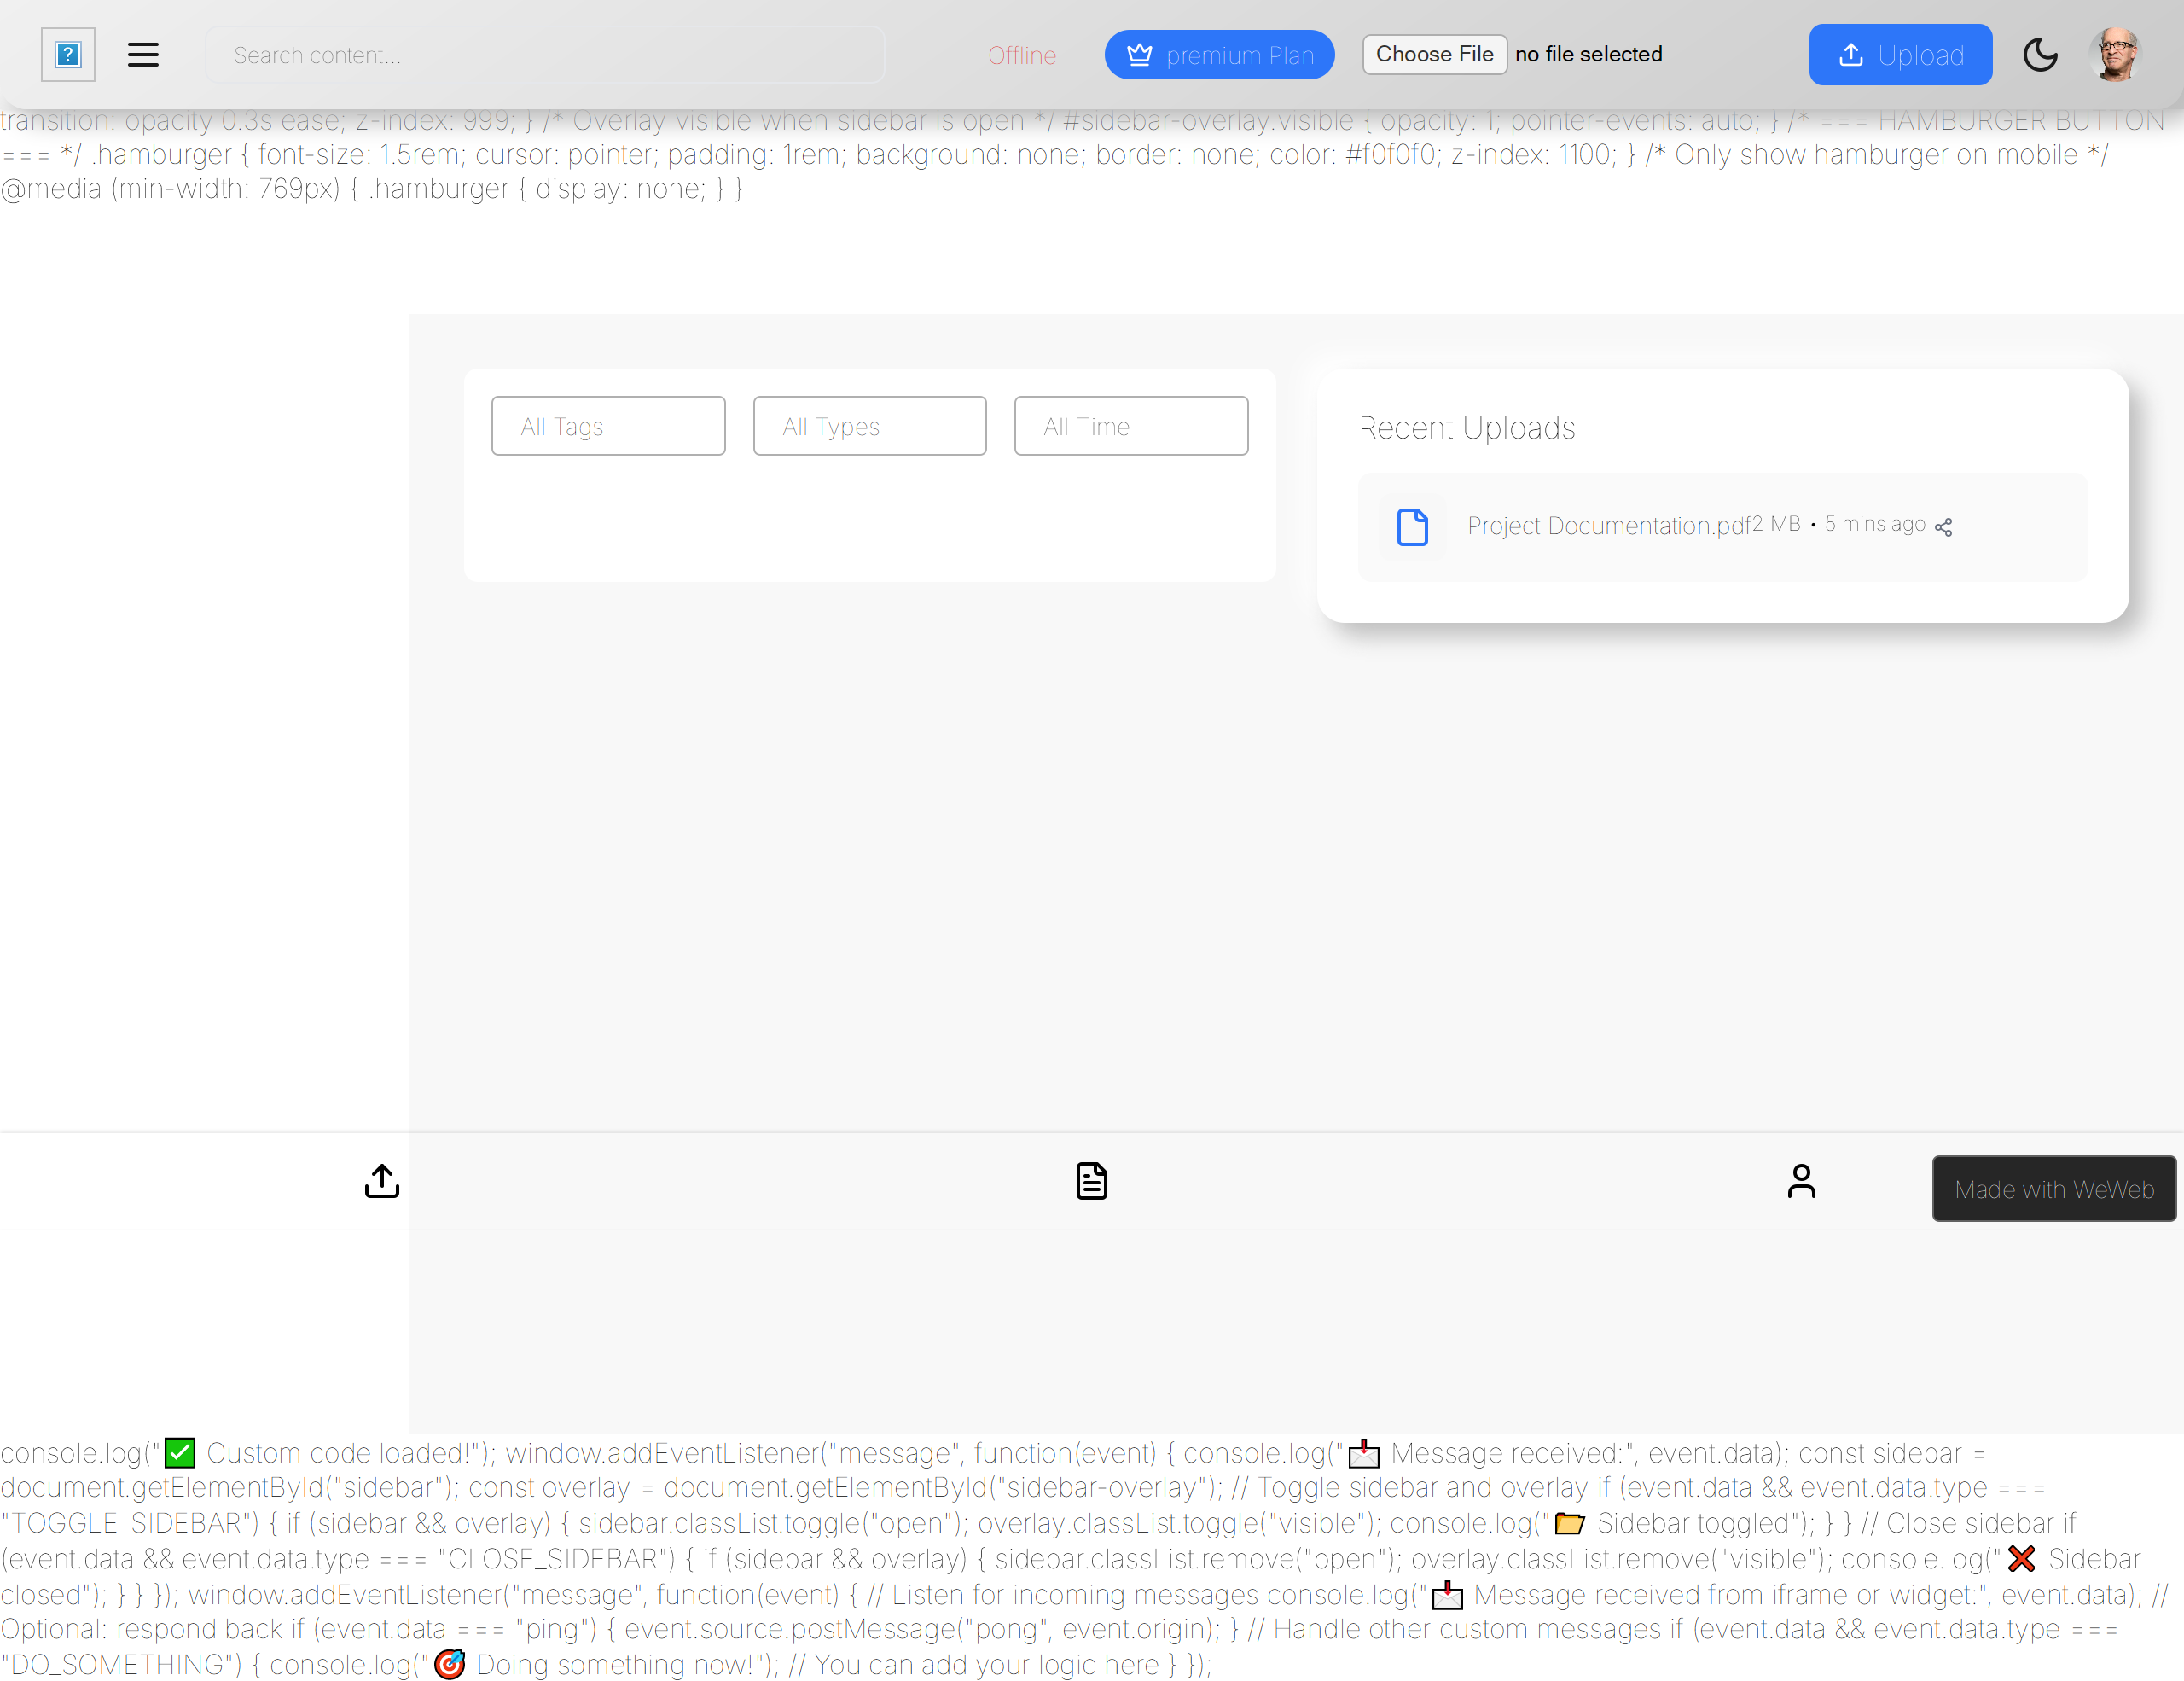 Search content...
Offline
premium Plan
Choose File no file selected
Upload
transition: opacity 0.3s ease; z-index: 999; } /* Overlay visible when sidebar is open */ #sidebar-overlay.visible { opacity: 1; pointer-events: auto; } /* === HAMBURGER BUTTON
=== */ .hamburger { font-size: 1.5rem; cursor: pointer; padding: 1rem; background: none; border: none; color: #f0f0f0; z-index: 1100; } /* Only show hamburger on mobile */
@media (min-width: 769px) { .hamburger { display: none; } }
All Tags
All Types
All Time
Recent Uploads
Project Documentation.pdf2 MB • 5 mins ago
Made with WeWeb
console.log("✅ Custom code loaded!"); window.addEventListener("message", function(event) { console.log("📩 Message received:", event.data); const sidebar =
document.getElementById("sidebar"); const overlay = document.getElementById("sidebar-overlay"); // Toggle sidebar and overlay if (event.data && event.data.type ===
"TOGGLE_SIDEBAR") { if (sidebar && overlay) { sidebar.classList.toggle("open"); overlay.classList.toggle("visible"); console.log("📂 Sidebar toggled"); } } // Close sidebar if
(event.data && event.data.type === "CLOSE_SIDEBAR") { if (sidebar && overlay) { sidebar.classList.remove("open"); overlay.classList.remove("visible"); console.log("❌ Sidebar
closed"); } } }); window.addEventListener("message", function(event) { // Listen for incoming messages console.log("📩 Message received from iframe or widget:", event.data); //
Optional: respond back if (event.data === "ping") { event.source.postMessage("pong", event.origin); } // Handle other custom messages if (event.data && event.data.type ===
"DO_SOMETHING") { console.log("🎯 Doing something now!"); // You can add your logic here } });